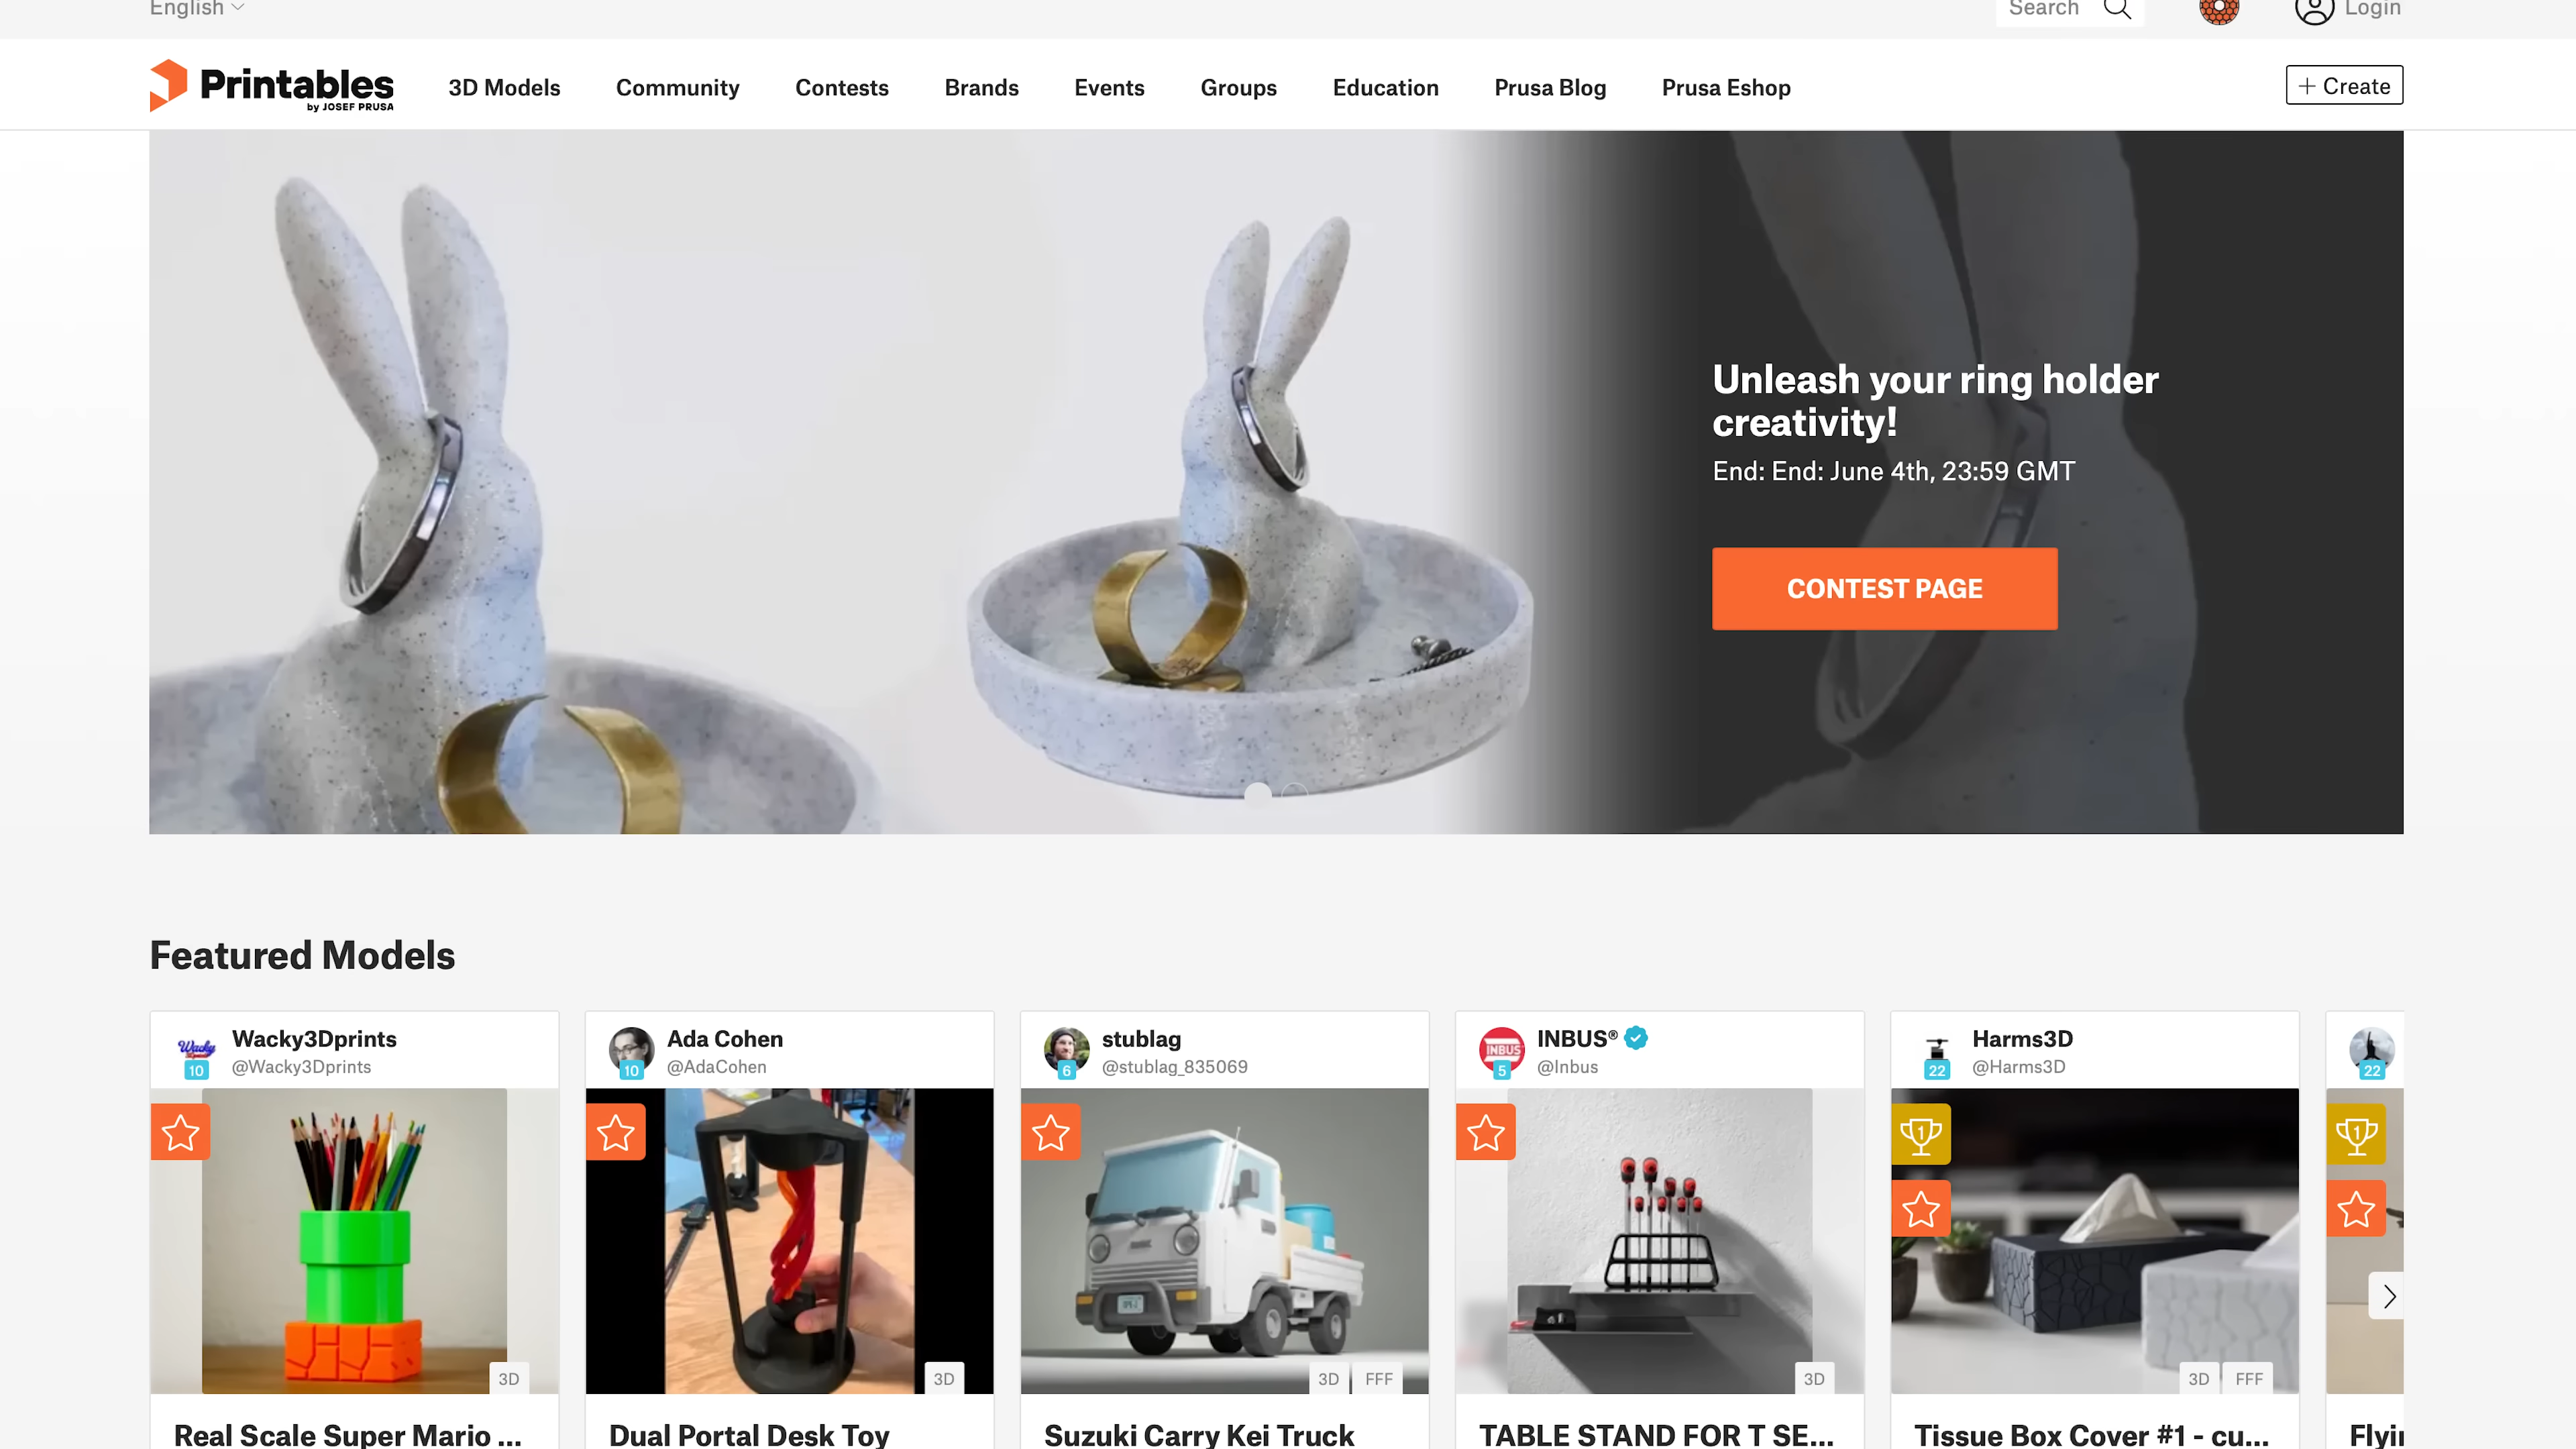 English
Search
Login
Printables
by JOSEF PRUSA
3D Models
Community
Contests
Brands
Events
Groups
Education
Prusa Blog
Prusa Eshop
+ Create
Unleash your ring holder
creativity!
End: End: June 4th, 23:59 GMT
CONTEST PAGE
Featured Models
Wacky
10
Wacky3Dprints
@Wacky3Dprints
3D
Real Scale Super Mario ...
10
Ada Cohen
@AdaCohen
3D
Dual Portal Desk Toy
6
stublag
@stublag_835069
3D
FFF
Suzuki Carry Kei Truck
INBUS
5
INBUS®
@Inbus
3D
TABLE STAND FOR T SE...
22
Harms3D
@Harms3D
1
3D
FFF
Tissue Box Cover #1 - cu...
22
1